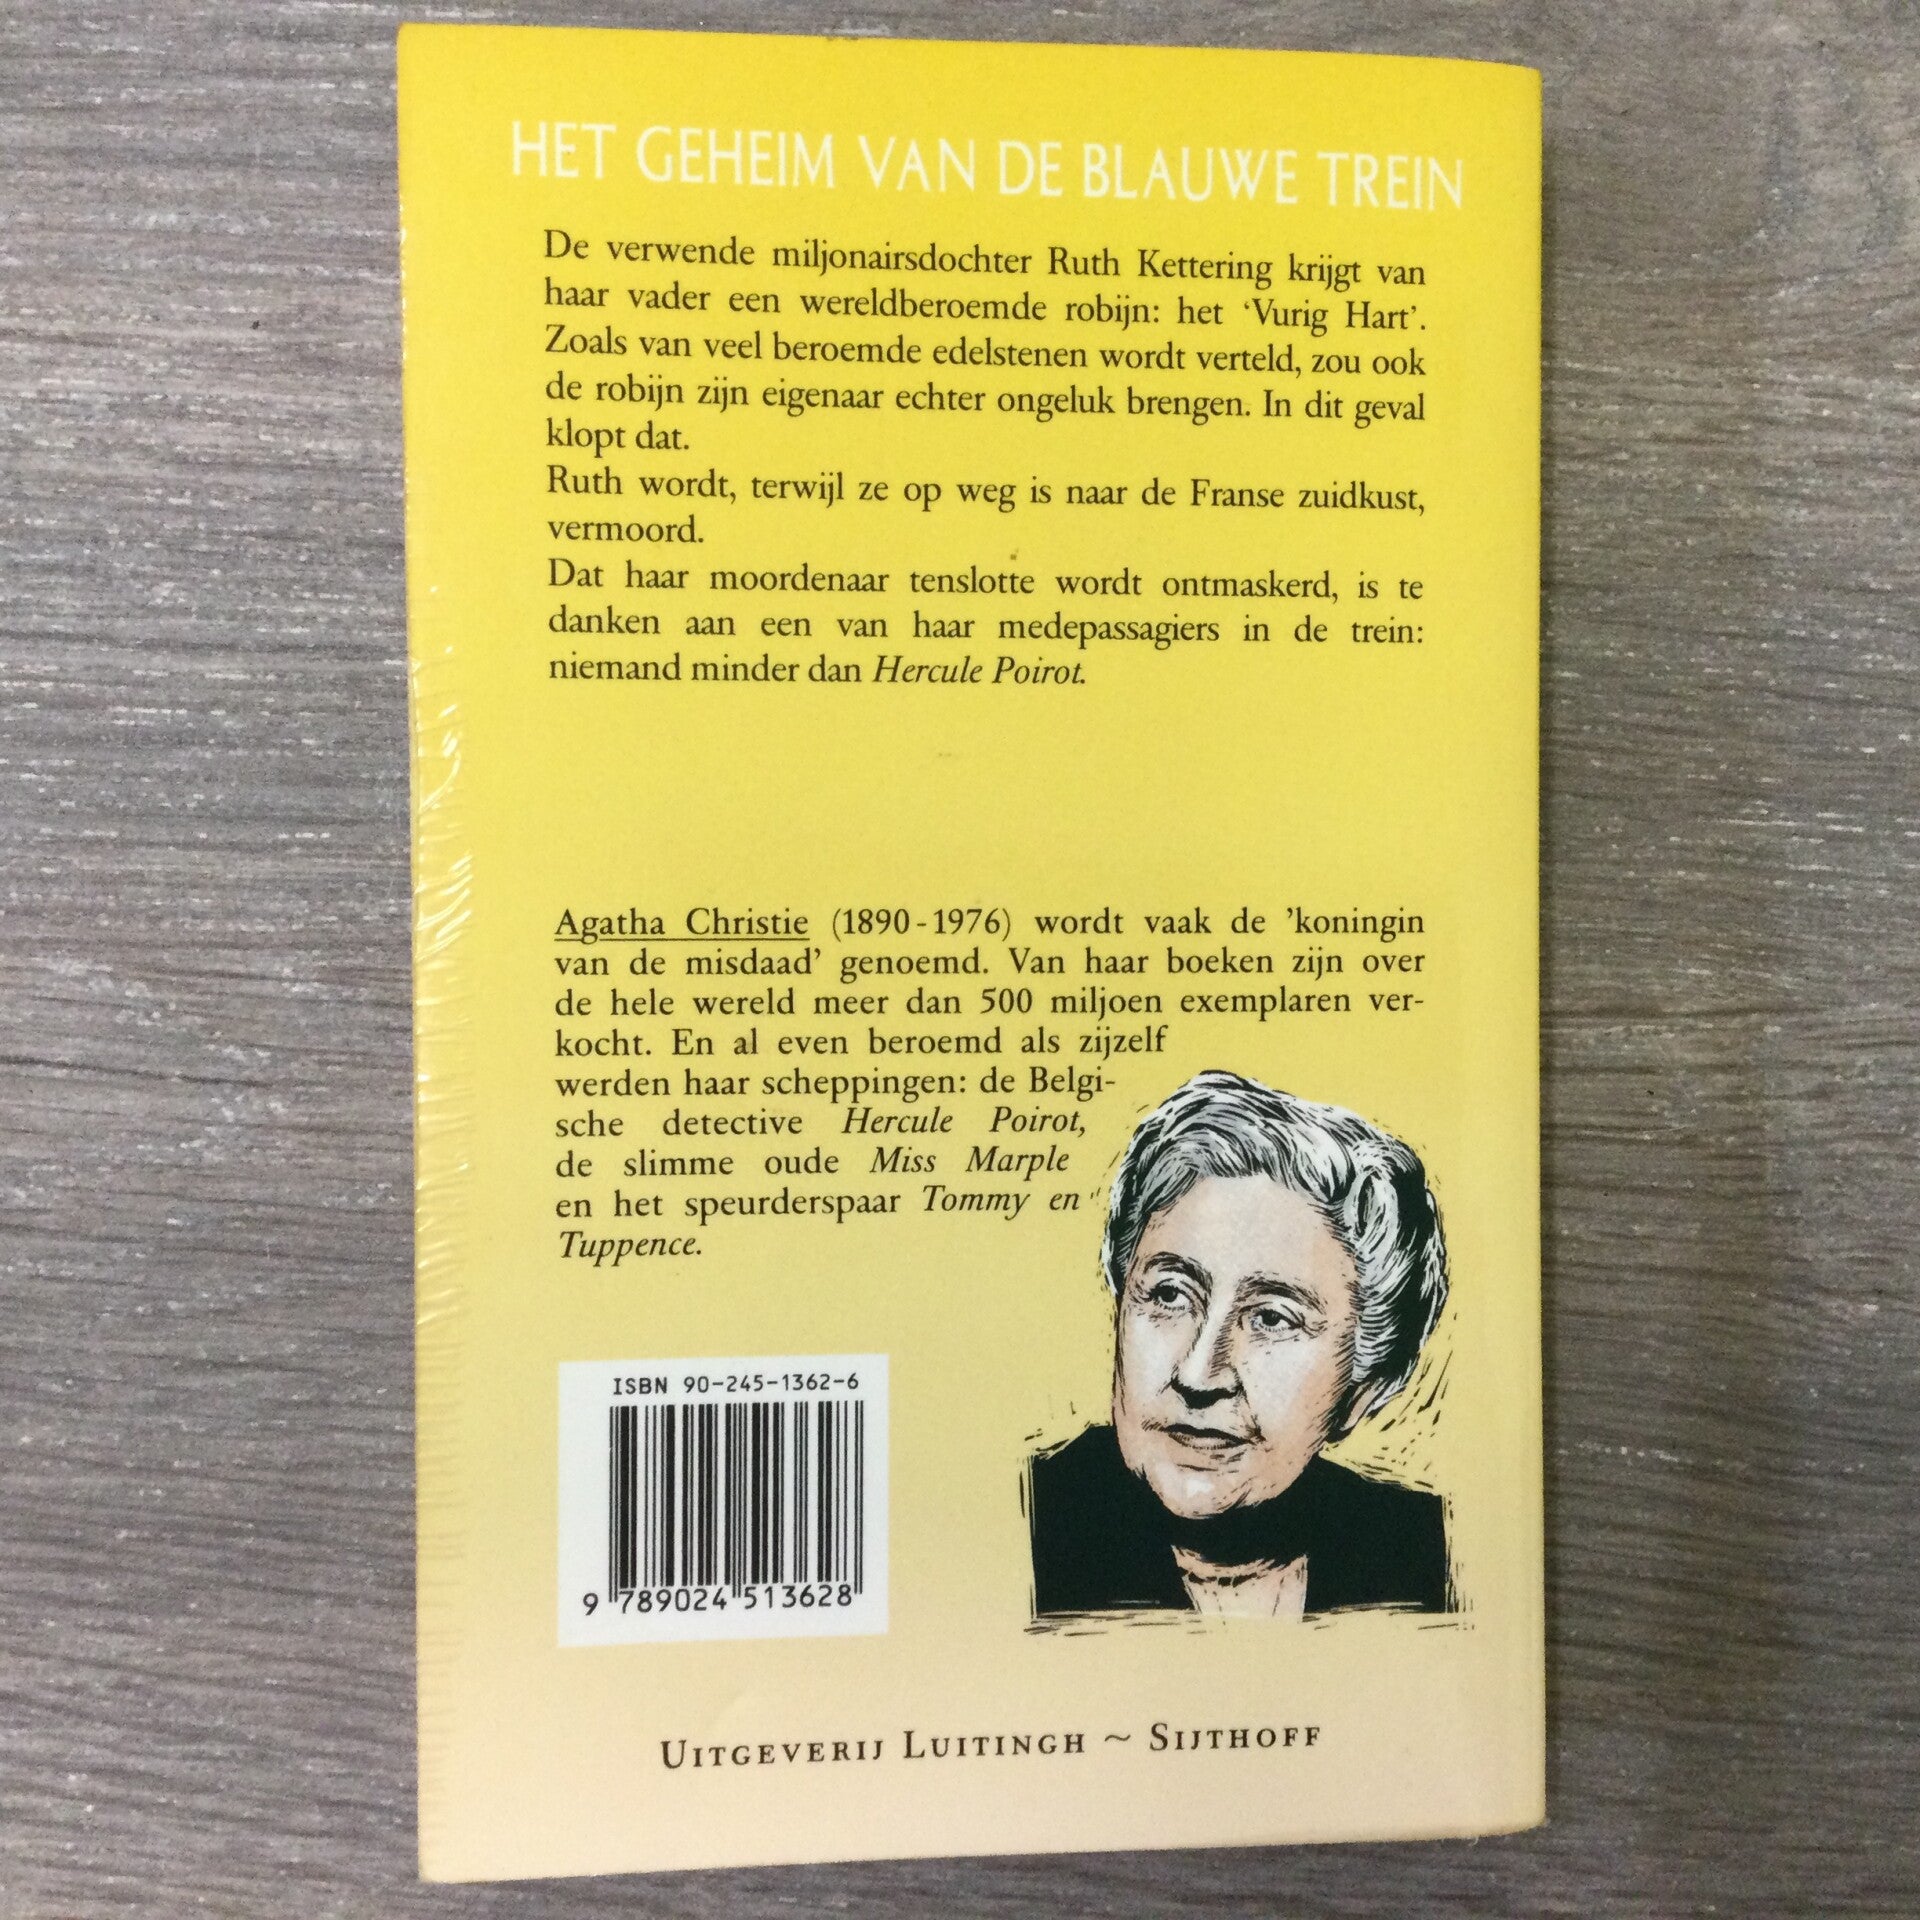 HET GEHEIM VAN DE BLAUWE TREIN
De verwende miljonairsdochter Ruth Kettering krijgt van
haar vader een wereldberoemde robijn: het ‘Vurig Hart’.
Zoals van veel beroemde edelstenen wordt verteld, zou ook
de robijn zijn eigenaar echter ongeluk brengen. In dit geval
klopt dat.
Ruth wordt, terwijl ze op weg is naar de Franse zuidkust,
vermoord.
Dat haar moordenaar tenslotte wordt ontmaskerd, is te
danken aan een van haar medepassagiers in de trein:
niemand minder dan Hercule Poirot.
Agatha Christie (1890-1976) wordt vaak de ’koningin
van de misdaad’ genoemd. Van haar boeken zijn over
de hele wereld meer dan 500 miljoen exemplaren ver-
kocht. En al even beroemd als zijzelf
werden haar scheppingen: de Belgi-
sche detective Hercule Poirot,
de slimme oude Miss Marple
en het speurderspaar Tommy en
Tuppence.
ISBN 90-245-1362-6
9 789024 513628
UITGEVERIJ LUITINGH ~ SIJTHOFF